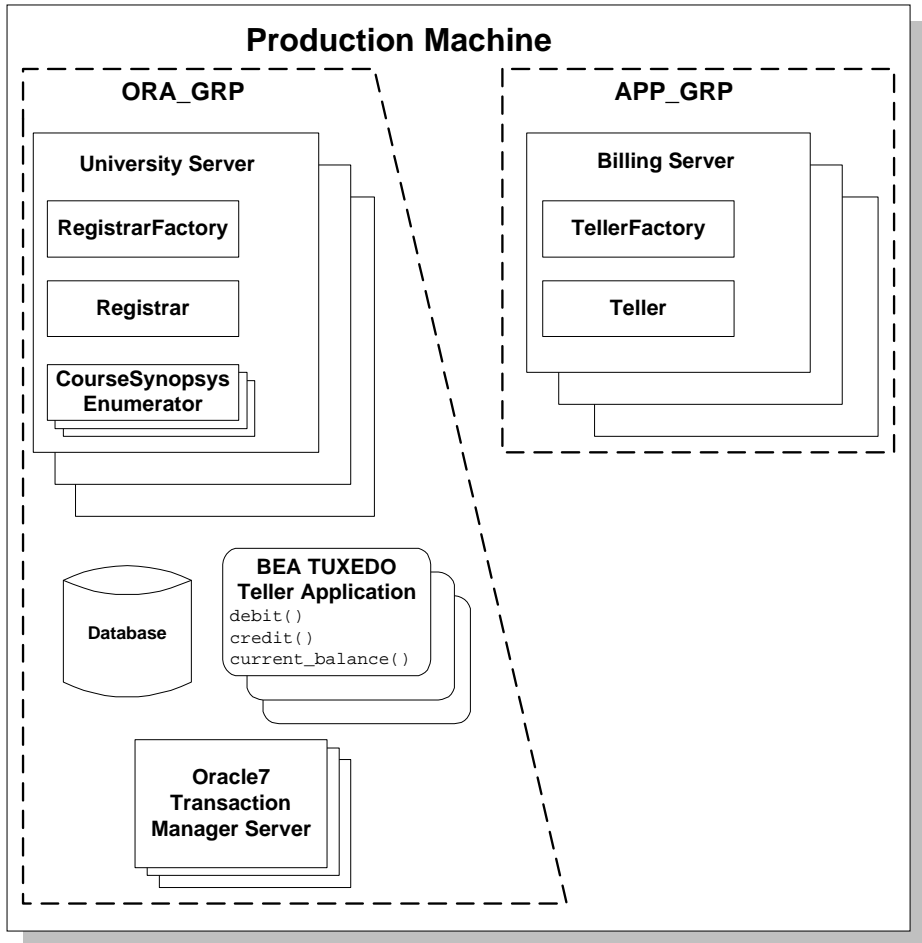 Production Machine
ORA_GRP
University Server
RegistrarFactory
Registrar
CourseSynopsys
Enumerator
Database
BEA TUXEDO
Teller Application
debit()
credit()
current_balance()
Oracle7
Transaction
Manager Server
APP_GRP
Billing Server
TellerFactory
Teller